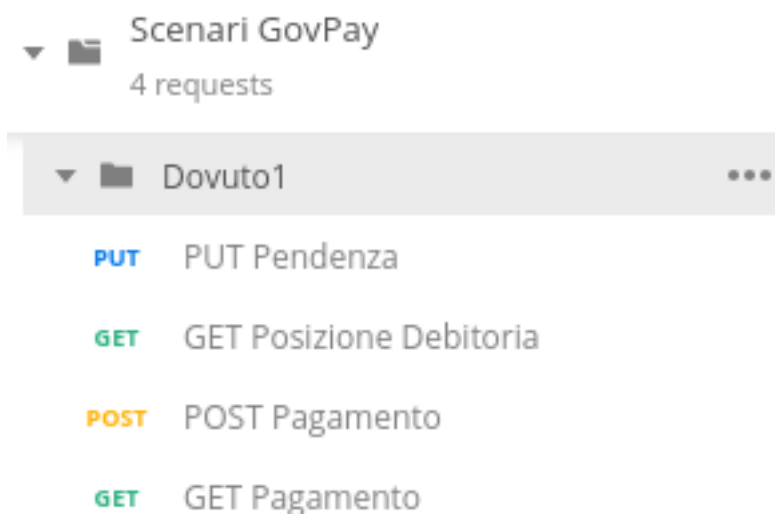 Scenari GovPay
4 requests
Dovuto1
PUT PUT Pendenza
GET GET Posizione Debitoria
POST POST Pagamento
GET GET Pagamento